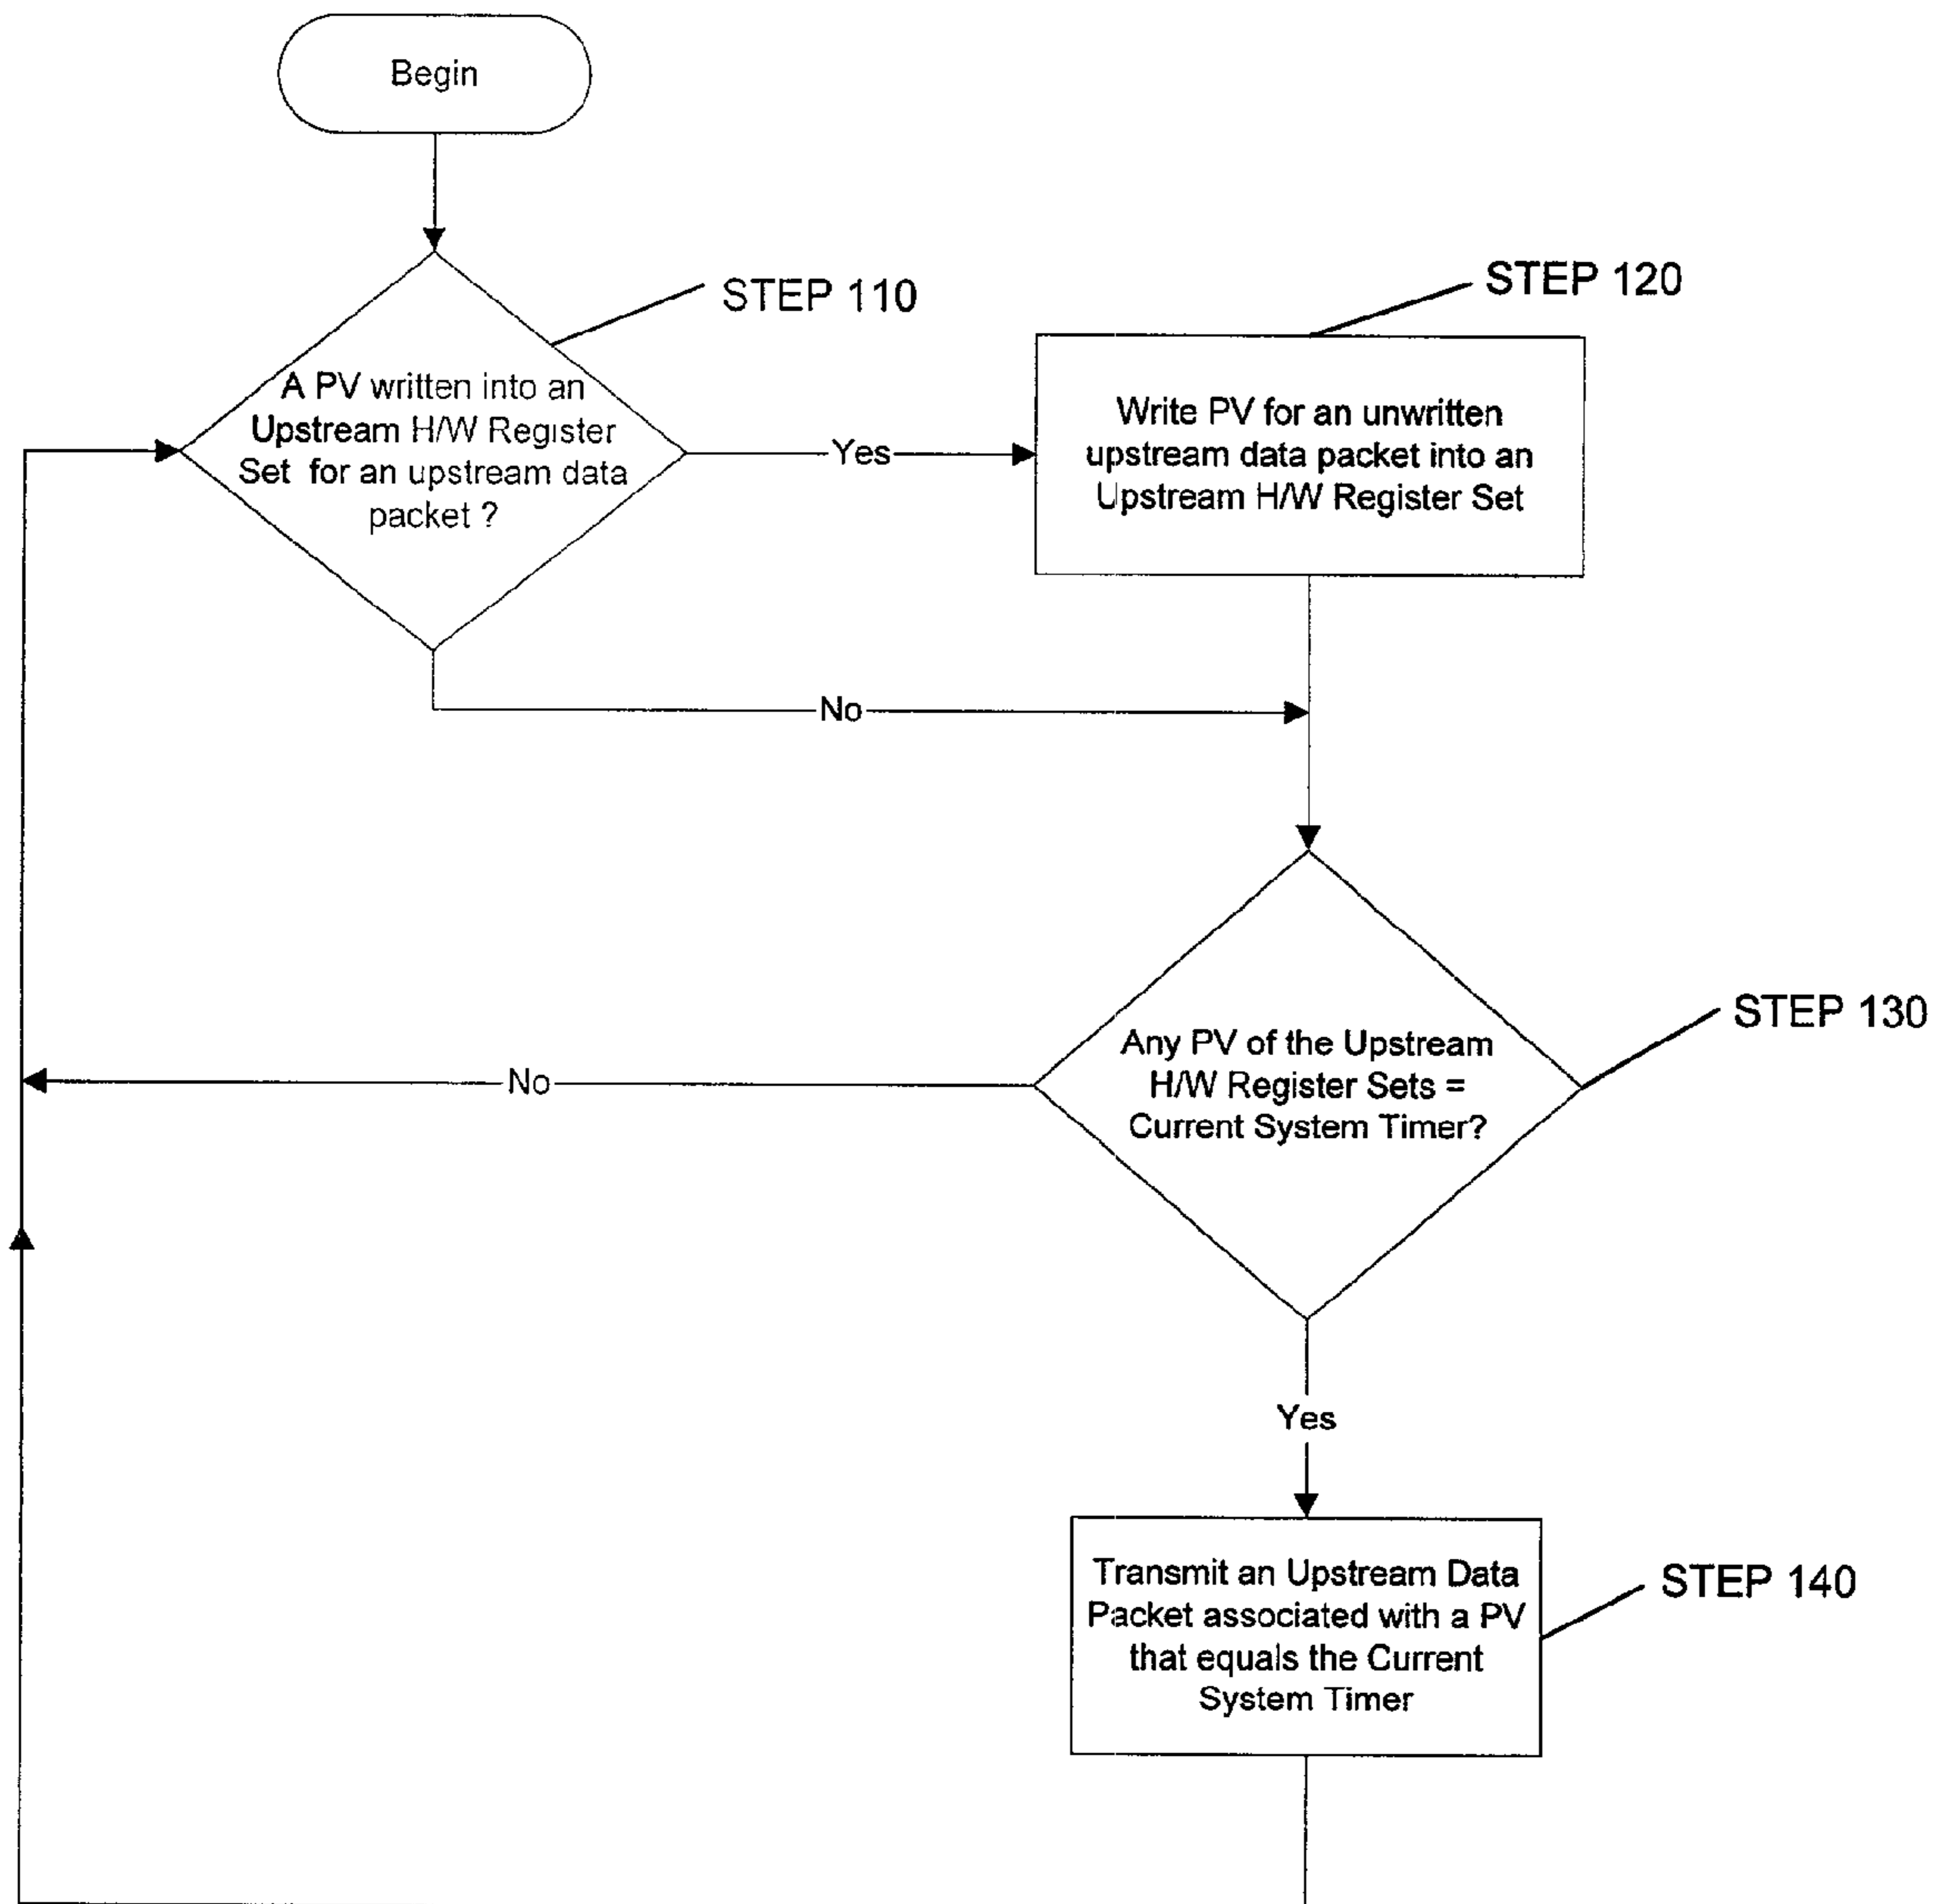 Begin
STEP 110
A PV written into an
Upstream H/W Register
Set for an upstream data
packet ?
Yes
STEP 120
Write PV for an unwritten
upstream data packet into an
Upstream H/W Register Set
No
STEP 130
Any PV of the Upstream
H/W Register Sets =
Current System Timer?
No
Yes
STEP 140
Transmit an Upstream Data
Packet associated with a PV
that equals the Current
System Timer